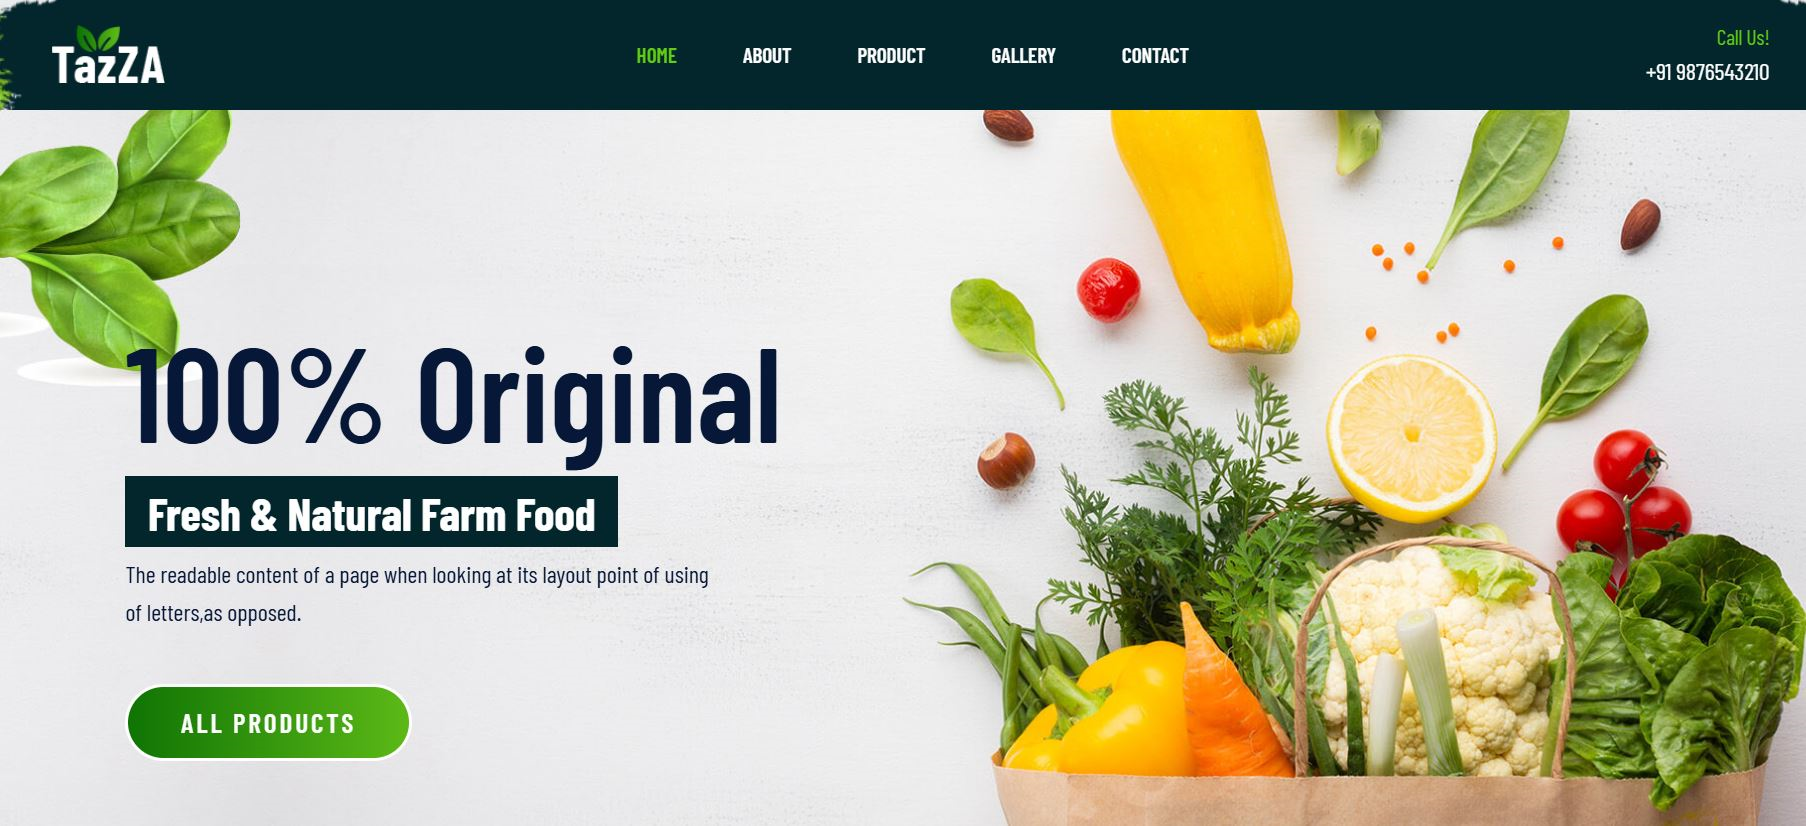 TazZA
HOME
ABOUT
PRODUCT
GALLERY
CONTACT
Call Us!
+91 9876543210
100% Original
Fresh & Natural Farm Food
The readable content of a page when looking at its layout point of using
of letters,as opposed.
ALL PRODUCTS